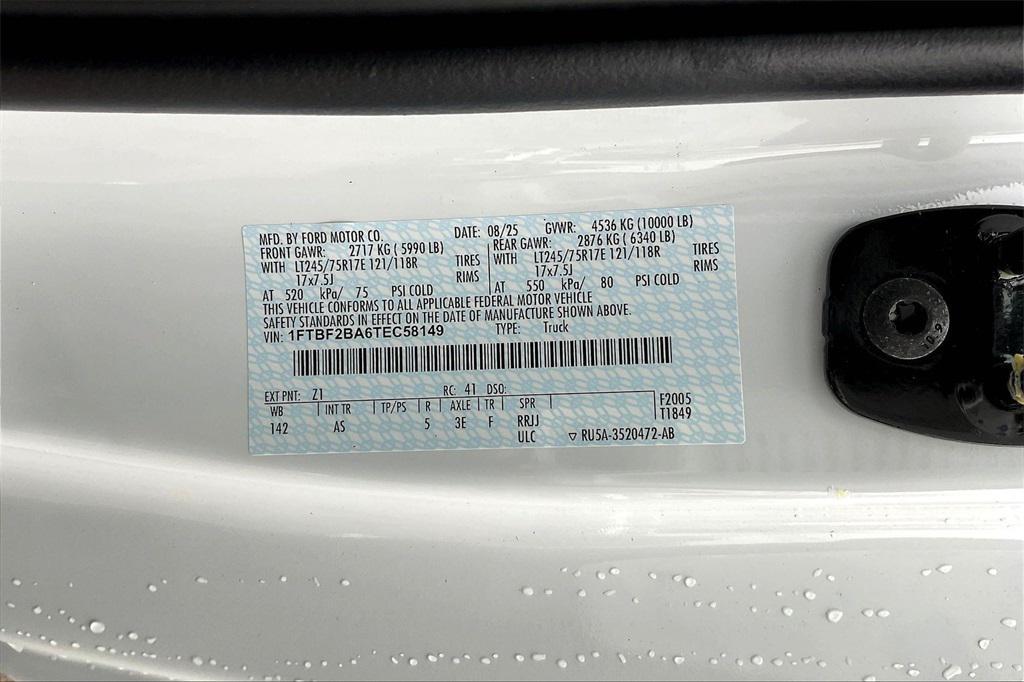 MFD. BY FORD MOTOR CO. DATE: 08/25 GVWR: 4536 KG (10000 LB)
FRONT GAWR: 2717 KG ( 5990 LB) REAR GAWR: 2876 KG ( 6340 LB)
WITH LT245/75R17E 121/118R TIRES WITH LT245/75R17E 121/118R TIRES
17x7.5J RIMS 17x7.5J RIMS
AT 520 kPa/ 75 PSI COLD AT 550 kPa/ 80 PSI COLD
THIS VEHICLE CONFORMS TO ALL APPLICABLE FEDERAL MOTOR VEHICLE
SAFETY STANDARDS IN EFFECT ON THE DATE OF MANUFACTURE SHOWN ABOVE.
VIN: 1FTBF2BA6TEC58149 TYPE: Truck
EXT PNT: Z1 RC: 41 DSO:
WB INT TR TP/PS R AXLE TR SPR F2005
142 AS 5 3E F RRJJ T1849
ULC ▽ RU5A-3520472-AB
10.9